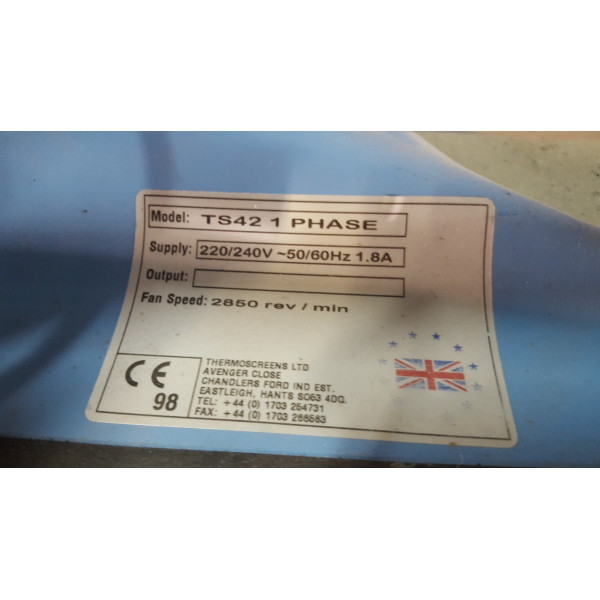 Model: TS42 1 PHASE
Supply: 220/240V ~50/60Hz 1.8A
Output:
Fan Speed: 2850 rev / min
CE
98
THERMOSCREENS LTD
AVENGER CLOSE
CHANDLERS FORD IND EST.
EASTLEIGH, HANTS SO63 4DQ.
TEL: +44 (0) 1703 254731
FAX: +44 (0) 1703 266563